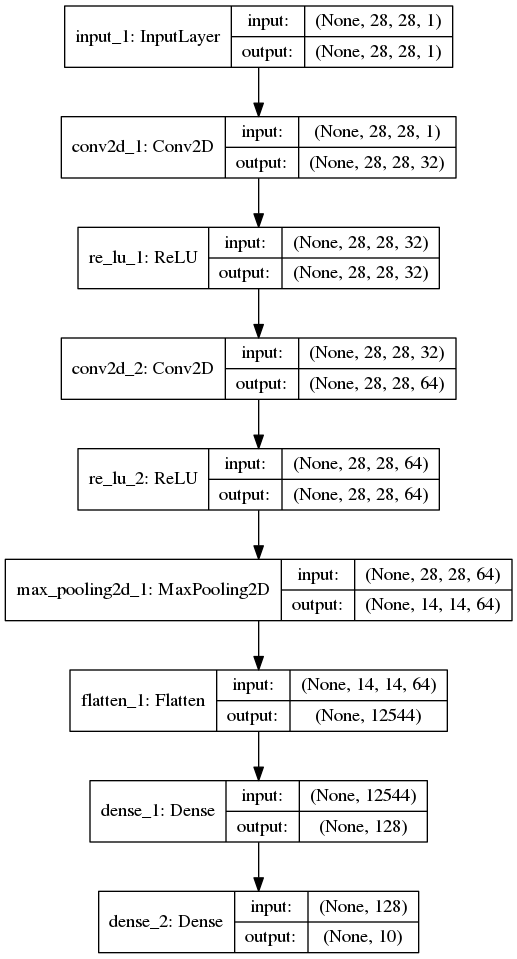 input_1: InputLayer
input:
(None, 28, 28, 1)
output:
(None, 28, 28, 1)
conv2d_1: Conv2D
input:
(None, 28, 28, 1)
output:
(None, 28, 28, 32)
re_lu_1: ReLU
input:
(None, 28, 28, 32)
output:
(None, 28, 28, 32)
conv2d_2: Conv2D
input:
(None, 28, 28, 32)
output:
(None, 28, 28, 64)
re_lu_2: ReLU
input:
(None, 28, 28, 64)
output:
(None, 28, 28, 64)
max_pooling2d_1: MaxPooling2D
input:
(None, 28, 28, 64)
output:
(None, 14, 14, 64)
flatten_1: Flatten
input:
(None, 14, 14, 64)
output:
(None, 12544)
dense_1: Dense
input:
(None, 12544)
output:
(None, 128)
dense_2: Dense
input:
(None, 128)
output:
(None, 10)